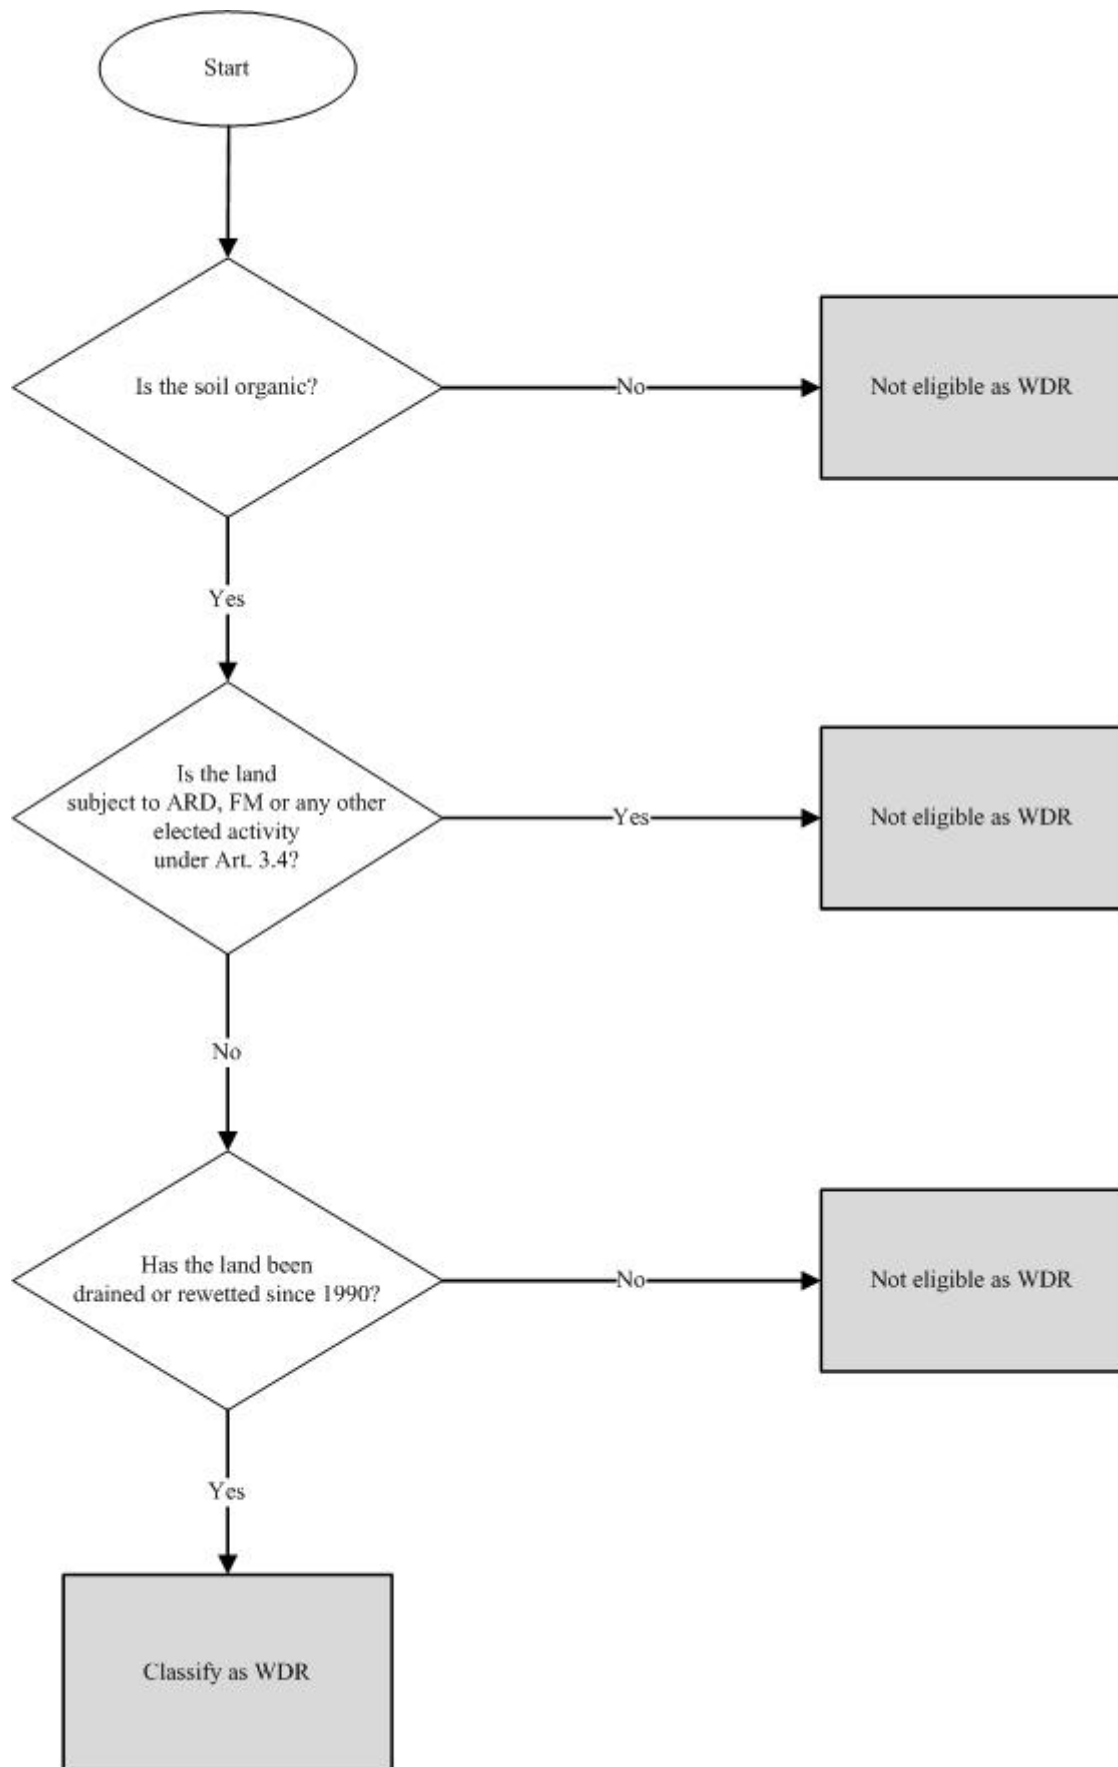 Start
Is the soil organic?
No
Not eligible as WDR
Yes
Is the land
subject to ARD, FM or any other
elected activity
under Art. 3.4?
Yes
Not eligible as WDR
No
Has the land been
drained or rewetted since 1990?
No
Not eligible as WDR
Yes
Classify as WDR